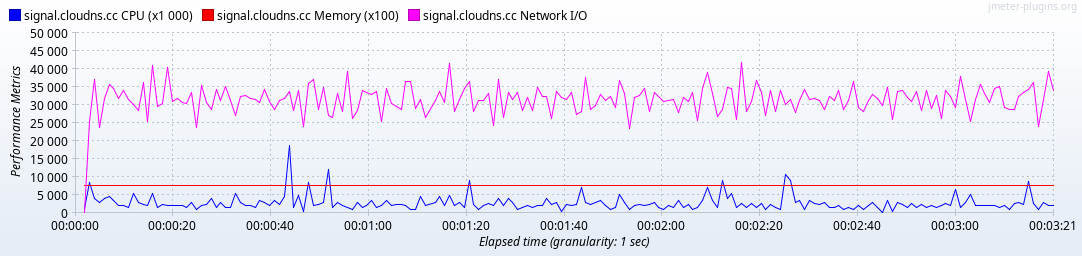 jmeter-plugins.org
signal.cloudns.cc CPU (x1 000) signal.cloudns.cc Memory (x100) signal.cloudns.cc Network I/O
50 000
45 000
40 000
35 000
30 000
25 000
20 000
15 000
10 000
5 000
0
Performance Metrics
00:00:00 00:00:20 00:00:40 00:01:00 00:01:20 00:01:40 00:02:00 00:02:20 00:02:40 00:03:00 00:03:21
Elapsed time (granularity: 1 sec)